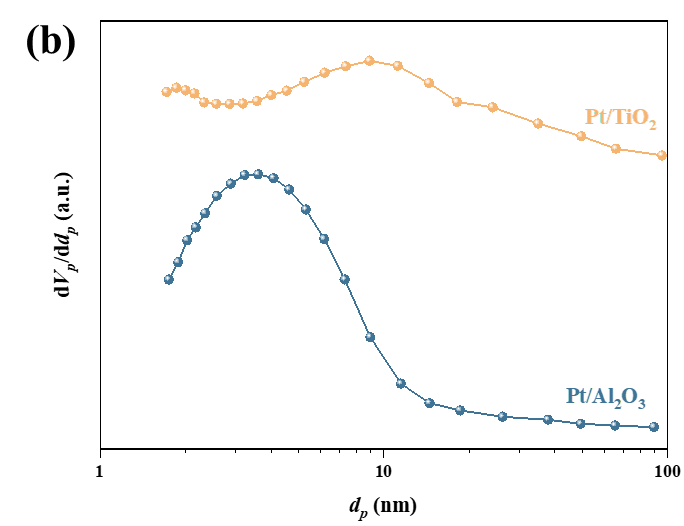 (b)
Pt/TiO₂
dVₚ/ddₚ (a.u.)
Pt/Al₂O₃
1
10
100
dₚ (nm)